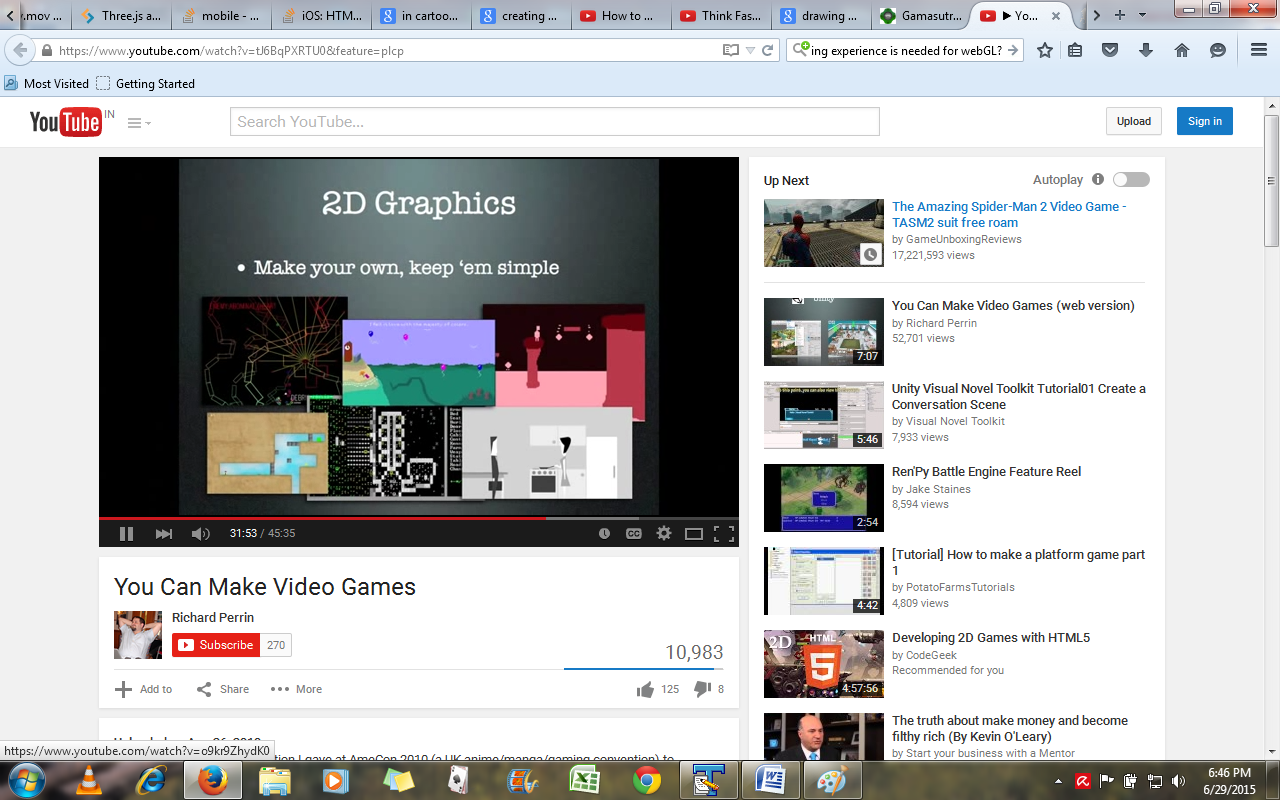 y.mov ... Three.js a... mobile - ... iOS: HTM... in cartoo... creating ... How to ... Think Fas... drawing ... Gamasutr... ▶ Yo...
https://www.youtube.com/watch?v=tJ6BqPXRTU0&feature=plcp
ing experience is needed for webGL?
Most Visited Getting Started
YouTube IN
Search YouTube...
Upload Sign in
2D Graphics
• Make your own, keep ‘em simple
31:53 / 45:35
CC
You Can Make Video Games
Richard Perrin
Subscribe 270
10,983
Add to Share More
125 8
https://www.youtube.com/watch?v=o9kr9ZhydK0
Up Next
Autoplay
The Amazing Spider-Man 2 Video Game -
TASM2 suit free roam
by GameUnboxingReviews
17,221,593 views
You Can Make Video Games (web version)
by Richard Perrin
52,701 views
7:07
Unity Visual Novel Toolkit Tutorial01 Create a
Conversation Scene
by Visual Novel Toolkit
7,933 views
5:46
Ren'Py Battle Engine Feature Reel
by Jake Staines
8,594 views
2:54
[Tutorial] How to make a platform game part
1
by PotatoFarmsTutorials
4,809 views
4:42
Developing 2D Games with HTML5
by CodeGeek
Recommended for you
2D HTML
5
4:57:56
The truth about make money and become
filthy rich (By Kevin O'Leary)
by Start your business with a Mentor
6:46 PM
6/29/2015